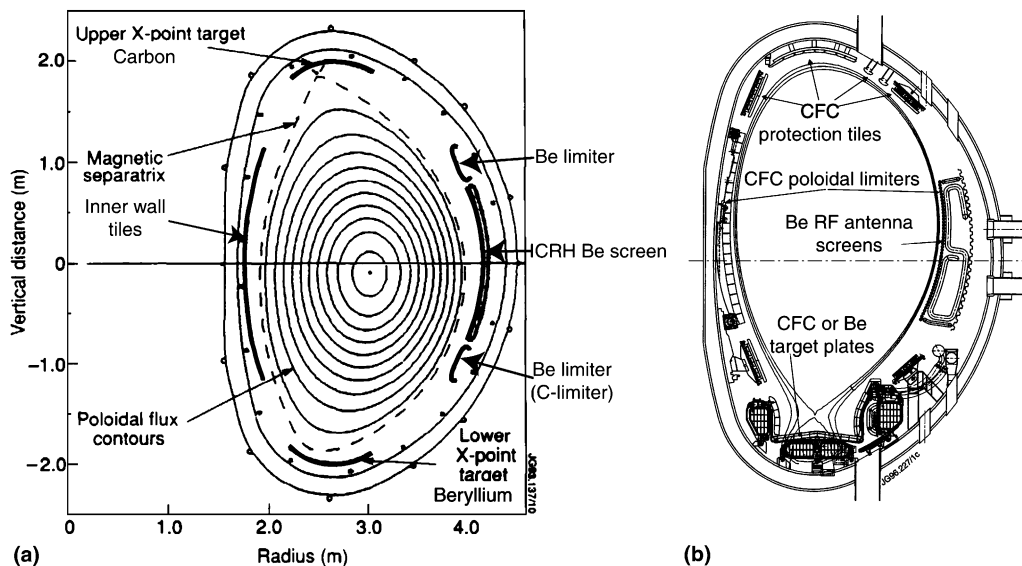 Upper X-point target
Carbon
Magnetic
separatrix
Inner wall
tiles
Poloidal flux
contours
Be limiter
ICRH Be screen
Be limiter
(C-limiter)
Lower
X-point
target
Beryllium
JG93.137/10
Vertical distance (m)
2.0
1.0
0
–1.0
–2.0
0
1.0
2.0
3.0
4.0
Radius (m)
(a)
CFC
protection tiles
CFC poloidal limiters
Be RF antenna
screens
CFC or Be
target plates
JG96.227/1c
(b)